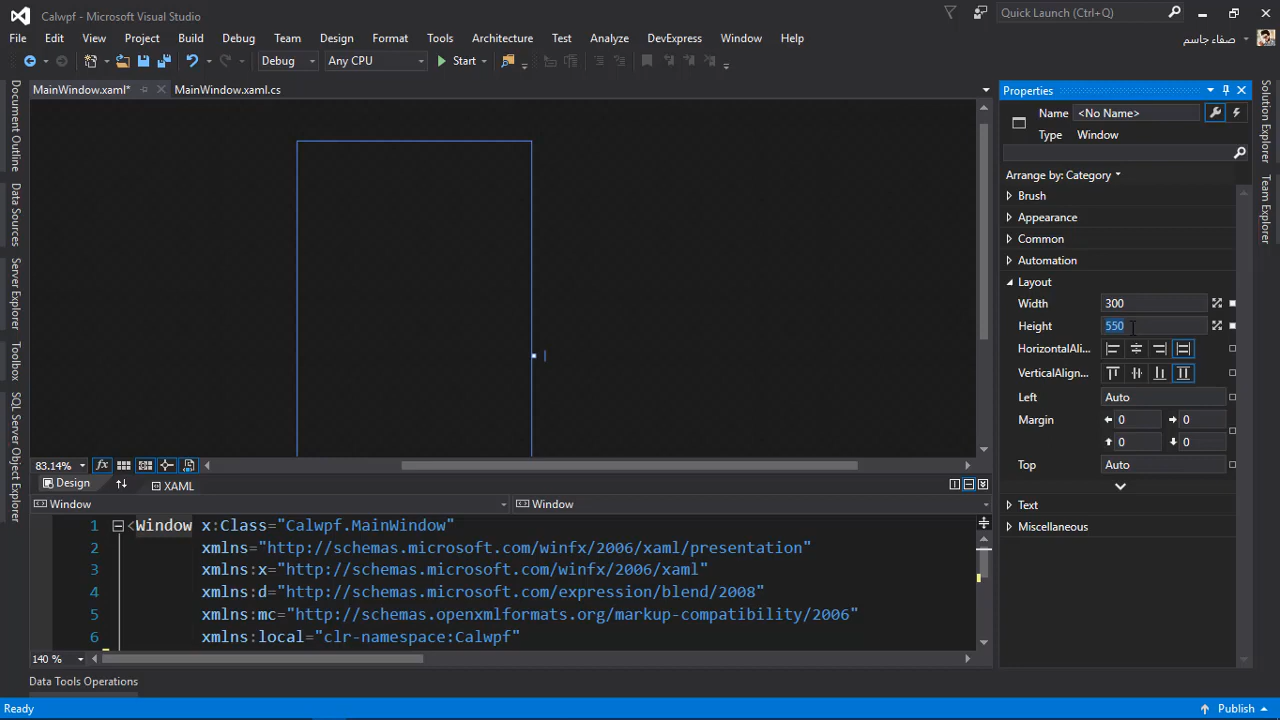 Calwpf - Microsoft Visual Studio
Quick Launch (Ctrl+Q)
File Edit View Project Build Debug Team Design Format Tools Architecture Test Analyze DevExpress Window Help
صفاء جاسم
Debug Any CPU Start
MainWindow.xaml* MainWindow.xaml.cs
Document Outline
Data Sources
Server Explorer
Toolbox
SQL Server Object Explorer
83.14%
Design XAML
Window Window
1 <Window x:Class="Calwpf.MainWindow"
2 xmlns="http://schemas.microsoft.com/winfx/2006/xaml/presentation"
3 xmlns:x="http://schemas.microsoft.com/winfx/2006/xaml"
4 xmlns:d="http://schemas.microsoft.com/expression/blend/2008"
5 xmlns:mc="http://schemas.openxmlformats.org/markup-compatibility/2006"
6 xmlns:local="clr-namespace:Calwpf"
140 %
Data Tools Operations
Properties
Name <No Name>
Type Window
Arrange by: Category
Brush
Appearance
Common
Automation
Layout
Width 300
Height 550
HorizontalAli...
VerticalAlign...
Left Auto
Margin 0 0
0 0
Top Auto
Text
Miscellaneous
Solution Explorer
Team Explorer
Ready
Publish